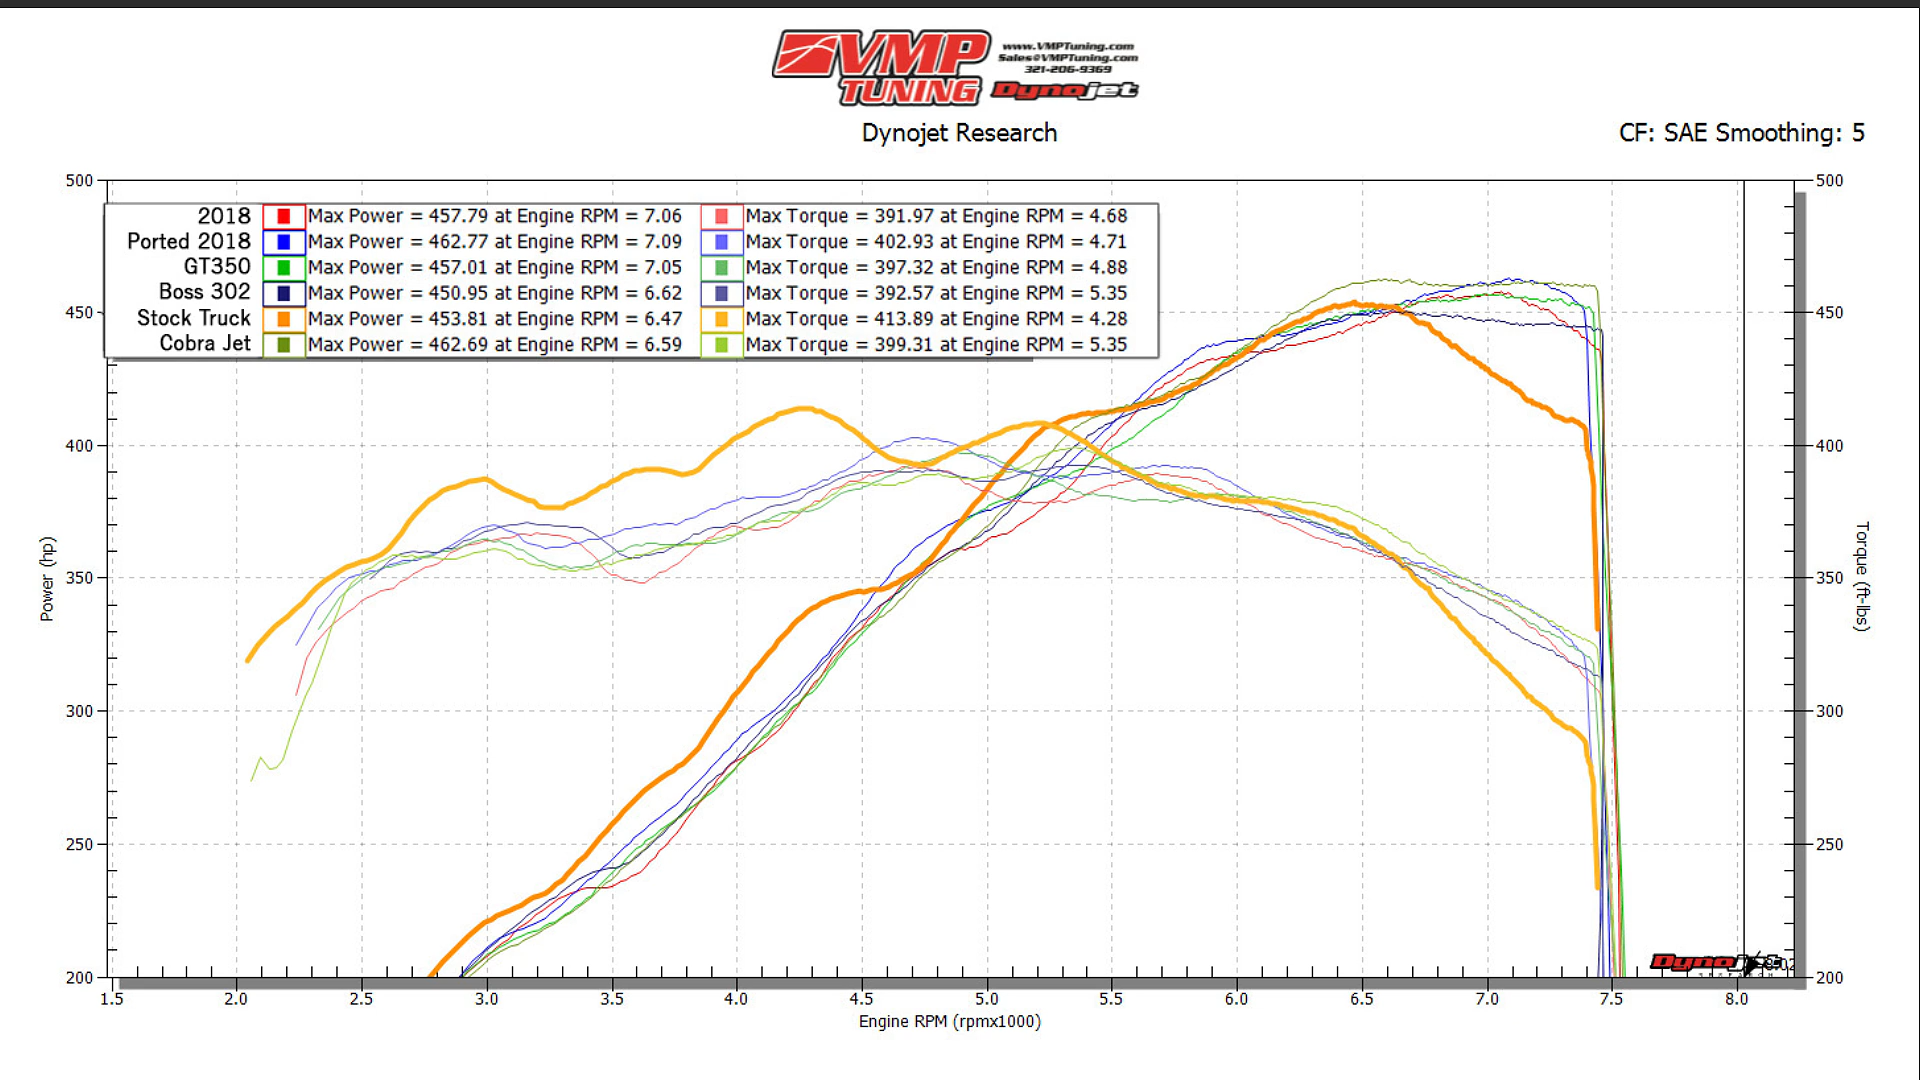 VMP TUNING
www.VMPTuning.com
Sales@VMPTuning.com
321-206-9369
Dynojet
Dynojet Research
CF: SAE Smoothing: 5
2018 Max Power = 457.79 at Engine RPM = 7.06 Max Torque = 391.97 at Engine RPM = 4.68
Ported 2018 Max Power = 462.77 at Engine RPM = 7.09 Max Torque = 402.93 at Engine RPM = 4.71
GT350 Max Power = 457.01 at Engine RPM = 7.05 Max Torque = 397.32 at Engine RPM = 4.88
Boss 302 Max Power = 450.95 at Engine RPM = 6.62 Max Torque = 392.57 at Engine RPM = 5.35
Stock Truck Max Power = 453.81 at Engine RPM = 6.47 Max Torque = 413.89 at Engine RPM = 4.28
Cobra Jet Max Power = 462.69 at Engine RPM = 6.59 Max Torque = 399.31 at Engine RPM = 5.35
500 500
450 450
400 400
350 350
300 300
250 250
200 200
Power (hp)
Torque (ft-lbs)
Dynojet
1.5 2.0 2.5 3.0 3.5 4.0 4.5 5.0 5.5 6.0 6.5 7.0 7.5 8.0
Engine RPM (rpmx1000)